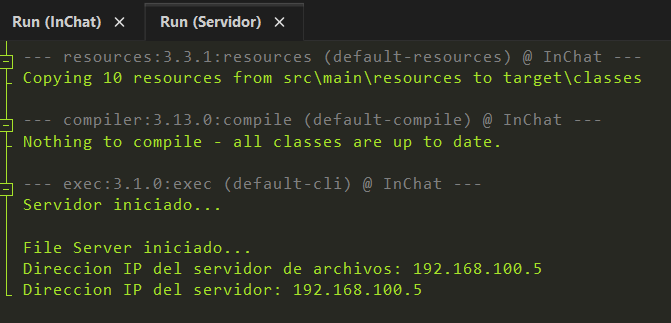 Run (InChat) × Run (Servidor) ×
--- resources:3.3.1:resources (default-resources) @ InChat ---
Copying 10 resources from src\main\resources to target\classes
--- compiler:3.13.0:compile (default-compile) @ InChat ---
Nothing to compile - all classes are up to date.
--- exec:3.1.0:exec (default-cli) @ InChat ---
Servidor iniciado...
File Server iniciado...
Direccion IP del servidor de archivos: 192.168.100.5
Direccion IP del servidor: 192.168.100.5